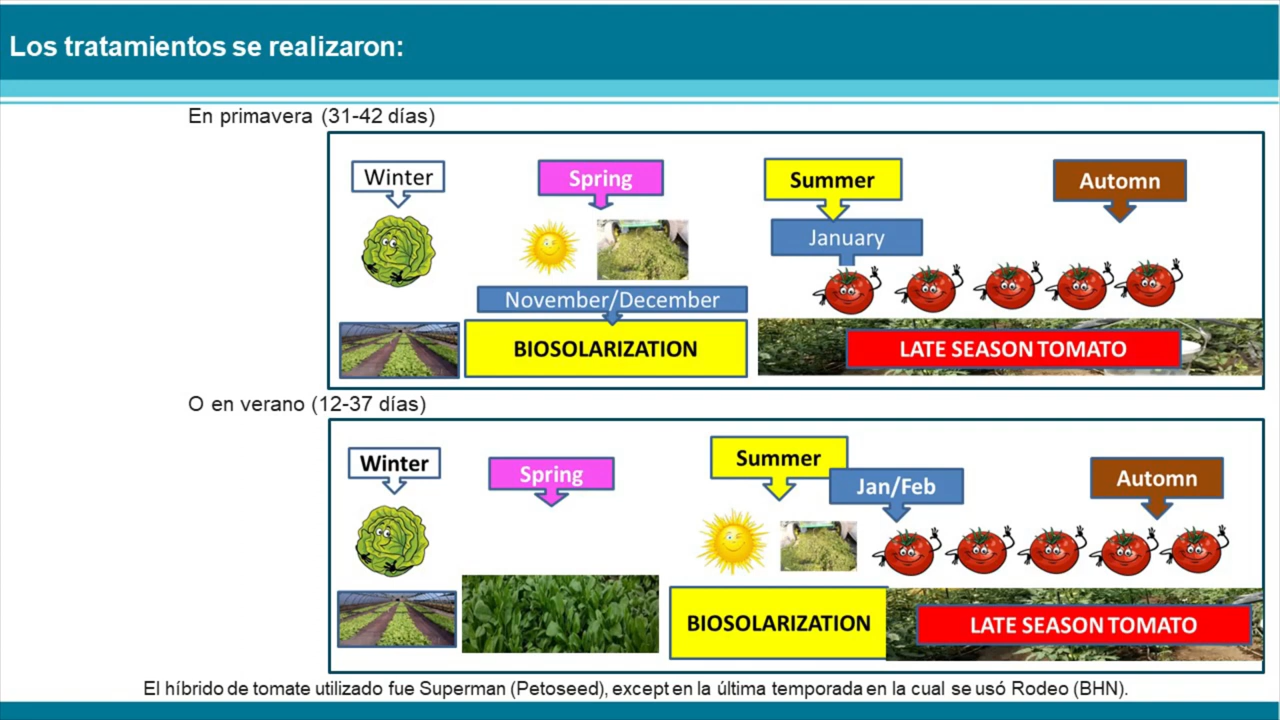 Los tratamientos se realizaron:
En primavera (31-42 días)
Winter
Spring
Summer
Automn
January
November/December
BIOSOLARIZATION
LATE SEASON TOMATO
O en verano (12-37 días)
Winter
Spring
Summer
Jan/Feb
Automn
BIOSOLARIZATION
LATE SEASON TOMATO
El híbrido de tomate utilizado fue Superman (Petoseed), except en la última temporada en la cual se usó Rodeo (BHN).